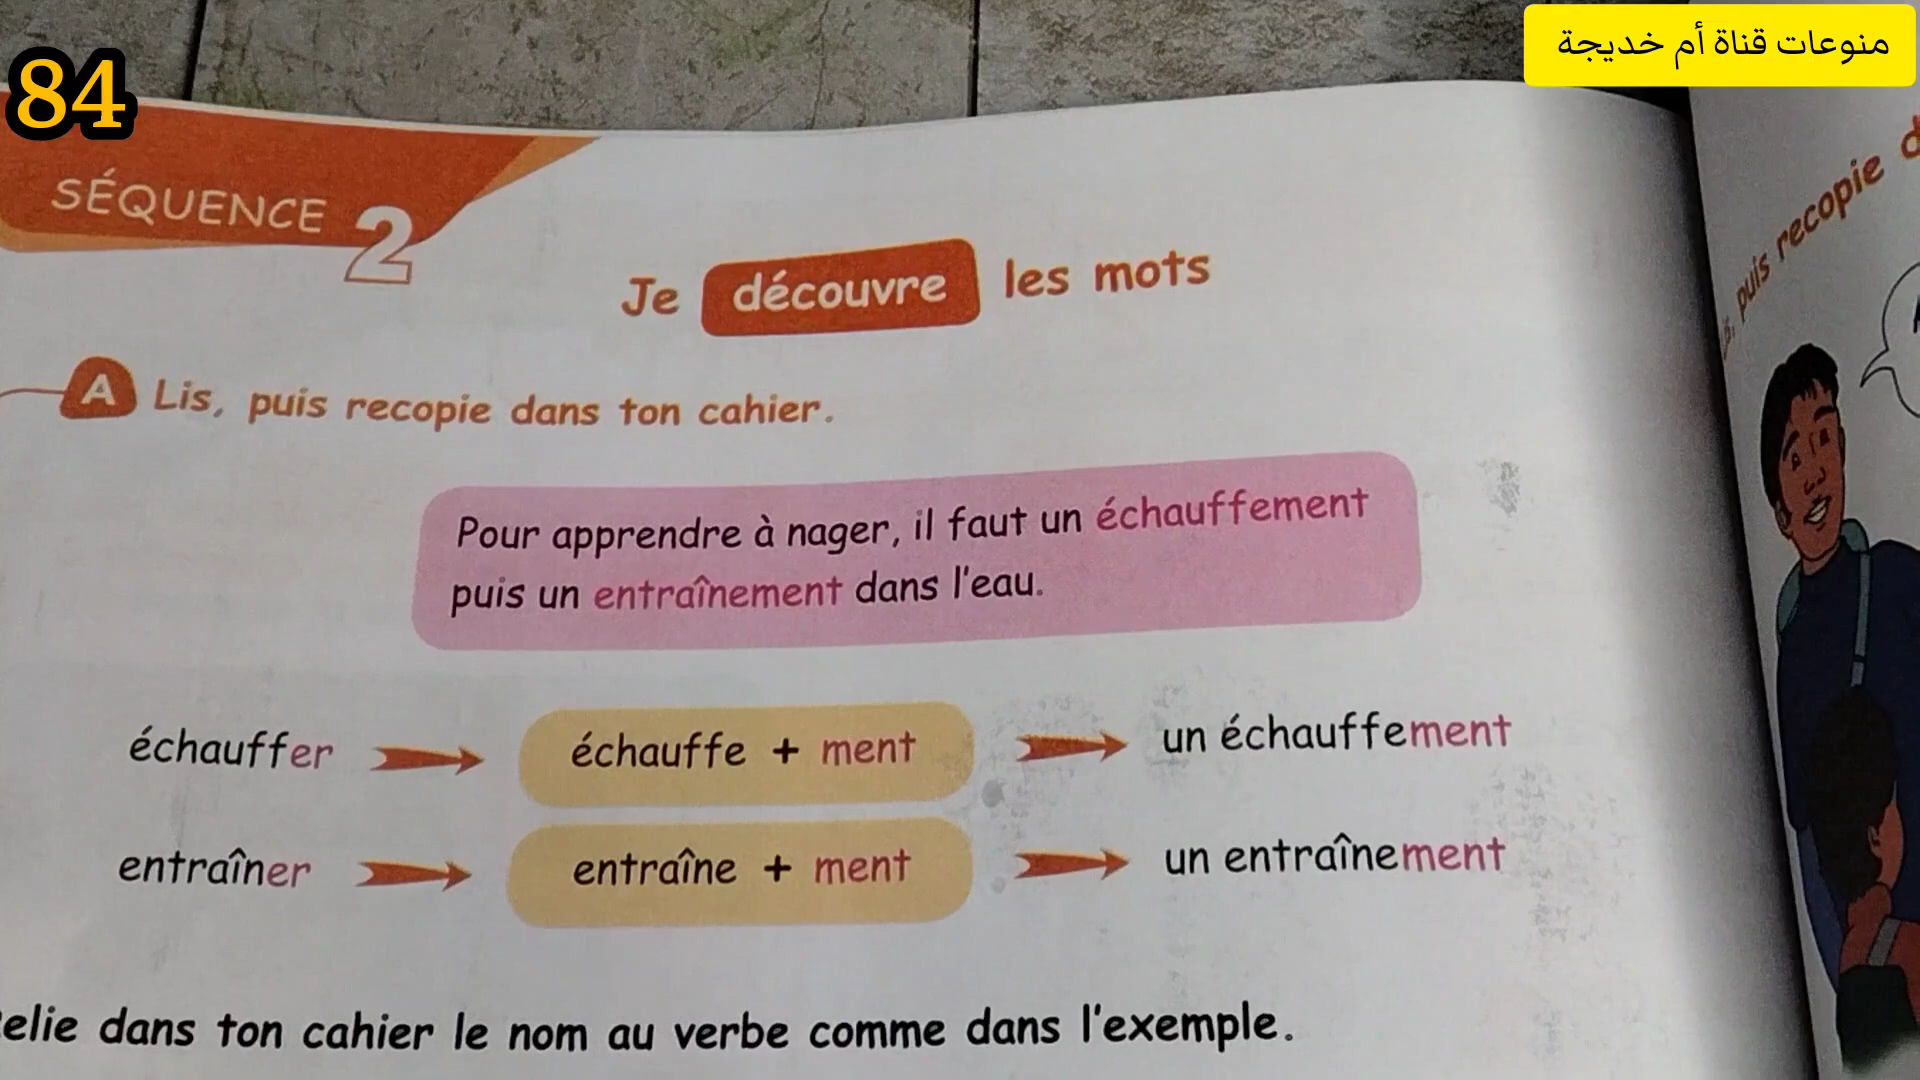 منوعات قناة أم خديجة
84
SÉQUENCE 2
Je découvre les mots
A Lis, puis recopie dans ton cahier.
Pour apprendre à nager, il faut un échauffement
puis un entraînement dans l'eau.
échauffer échauffe + ment un échauffement
entraîner entraîne + ment un entraînement
elie dans ton cahier le nom au verbe comme dans l'exemple.
puis recopie